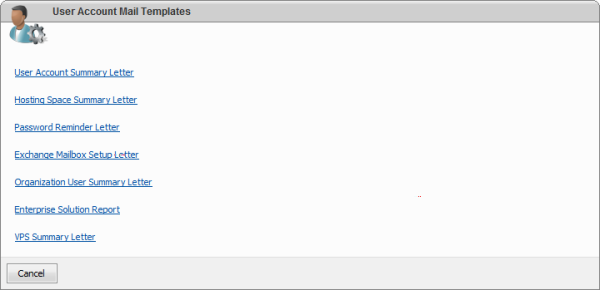 User Account Mail Templates
User Account Summary Letter
Hosting Space Summary Letter
Password Reminder Letter
Exchange Mailbox Setup Letter
Organization User Summary Letter
Enterprise Solution Report
VPS Summary Letter
Cancel